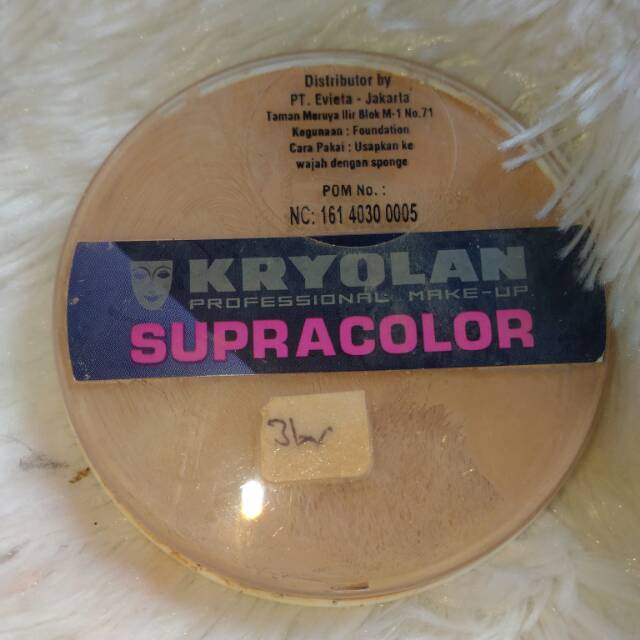 Distributor by
PT. Evieta - Jakarta
Taman Meruya Ilir Blok M-1 No.71
Kegunaan : Foundation
Cara Pakai : Usapkan ke
wajah dengan sponge
POM No. :
NC: 161 4030 0005
KRYOLAN
PROFESSIONAL MAKE-UP
SUPRACOLOR